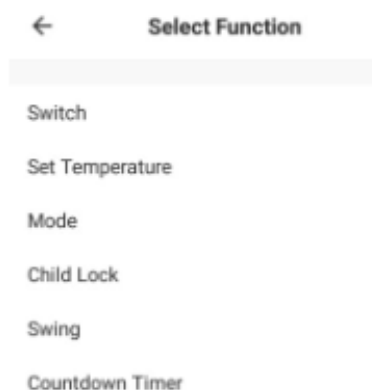 Select Function
Switch
Set Temperature
Mode
Child Lock
Swing
Countdown Timer